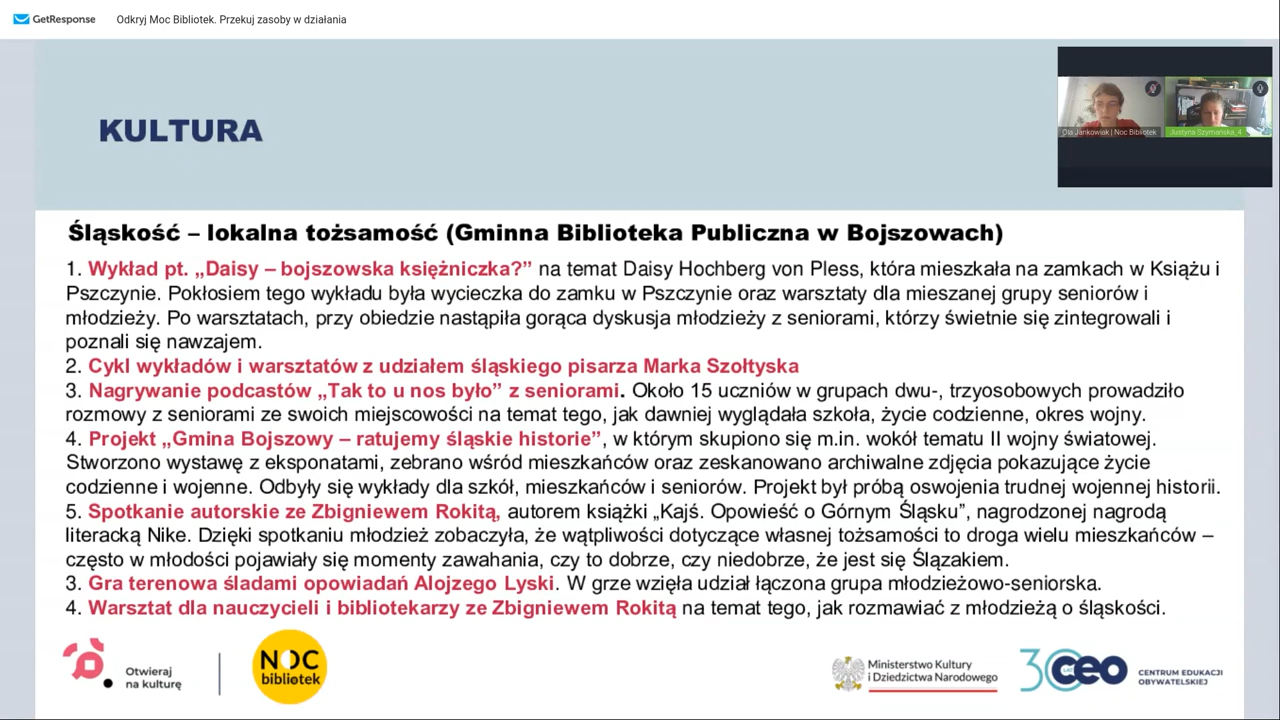 GetResponse Odkryj Moc Bibliotek. Przekuj zasoby w działania
KULTURA
Ola Jankowiak | Noc Bibliotek Justyna Szymańska_4
Śląskość – lokalna tożsamość (Gminna Biblioteka Publiczna w Bojszowach)
1. Wykład pt. „Daisy – bojszowska księżniczka?” na temat Daisy Hochberg von Pless, która mieszkała na zamkach w Książu i
Pszczynie. Pokłosiem tego wykładu była wycieczka do zamku w Pszczynie oraz warsztaty dla mieszanej grupy seniorów i
młodzieży. Po warsztatach, przy obiedzie nastąpiła gorąca dyskusja młodzieży z seniorami, którzy świetnie się zintegrowali i
poznali się nawzajem.
2. Cykl wykładów i warsztatów z udziałem śląskiego pisarza Marka Szołtyska
3. Nagrywanie podcastów „Tak to u nos było” z seniorami. Około 15 uczniów w grupach dwu-, trzyosobowych prowadziło
rozmowy z seniorami ze swoich miejscowości na temat tego, jak dawniej wyglądała szkoła, życie codzienne, okres wojny.
4. Projekt „Gmina Bojszowy – ratujemy śląskie historie”, w którym skupiono się m.in. wokół tematu II wojny światowej.
Stworzono wystawę z eksponatami, zebrano wśród mieszkańców oraz zeskanowano archiwalne zdjęcia pokazujące życie
codzienne i wojenne. Odbyły się wykłady dla szkół, mieszkańców i seniorów. Projekt był próbą oswojenia trudnej wojennej historii.
5. Spotkanie autorskie ze Zbigniewem Rokitą, autorem książki „Kajś. Opowieść o Górnym Śląsku”, nagrodzonej nagrodą
literacką Nike. Dzięki spotkaniu młodzież zobaczyła, że wątpliwości dotyczące własnej tożsamości to droga wielu mieszkańców –
często w młodości pojawiały się momenty zawahania, czy to dobrze, czy niedobrze, że jest się Ślązakiem.
3. Gra terenowa śladami opowiadań Alojzego Lyski. W grze wzięła udział łączona grupa młodzieżowo-seniorska.
4. Warsztat dla nauczycieli i bibliotekarzy ze Zbigniewem Rokitą na temat tego, jak rozmawiać z młodzieżą o śląskości.
Otwieraj
na kulturę
NOC
bibliotek
Ministerstwo Kultury
i Dziedzictwa Narodowego
30 ceo
CENTRUM EDUKACJI
OBYWATELSKIEJ